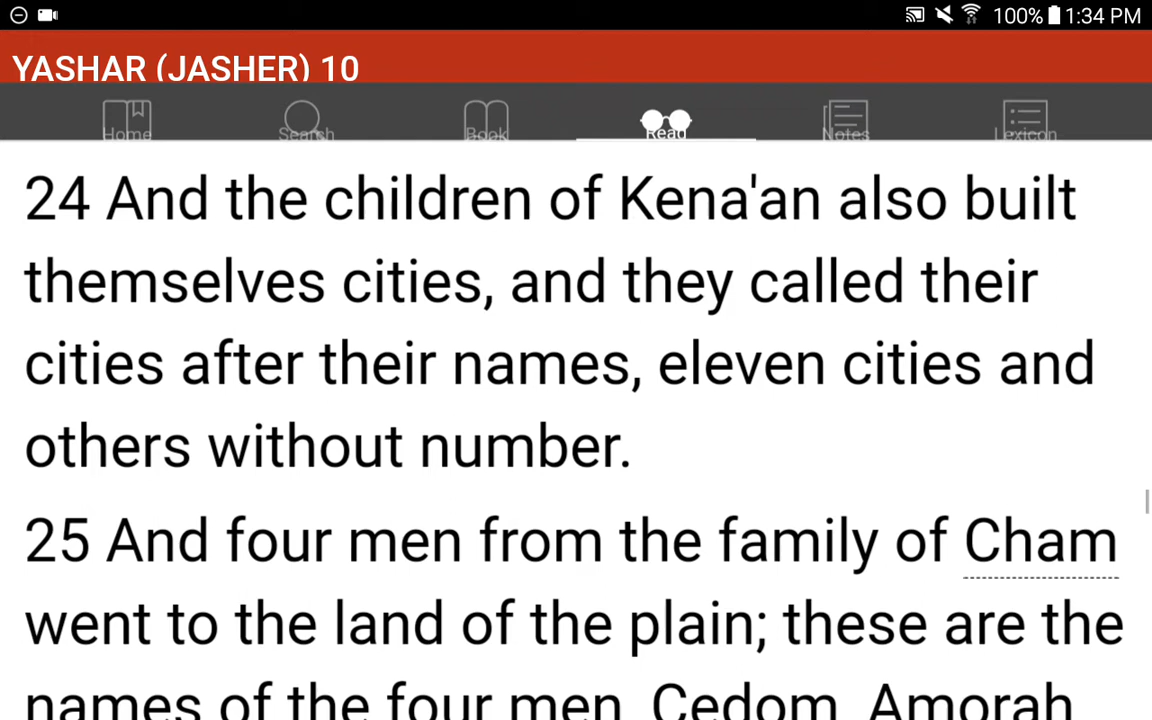 100% 1:34 PM
YASHAR (JASHER) 10
Home Search Book Read Notes Lexicon
24 And the children of Kena'an also built
themselves cities, and they called their
cities after their names, eleven cities and
others without number.
25 And four men from the family of Cham
went to the land of the plain; these are the
names of the four men, Cedom, Amorah,